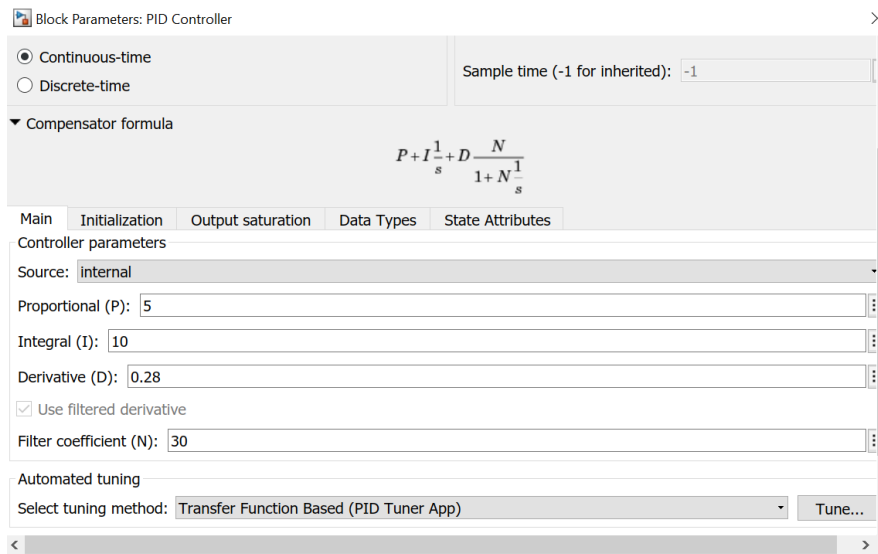 Block Parameters: PID Controller
Continuous-time
Discrete-time
Sample time (-1 for inherited): -1
Compensator formula
P+I 1/s + D N/(1+N 1/s)
Main Initialization Output saturation Data Types State Attributes
Controller parameters
Source: internal
Proportional (P): 5
Integral (I): 10
Derivative (D): 0.28
Use filtered derivative
Filter coefficient (N): 30
Automated tuning
Select tuning method: Transfer Function Based (PID Tuner App) Tune...